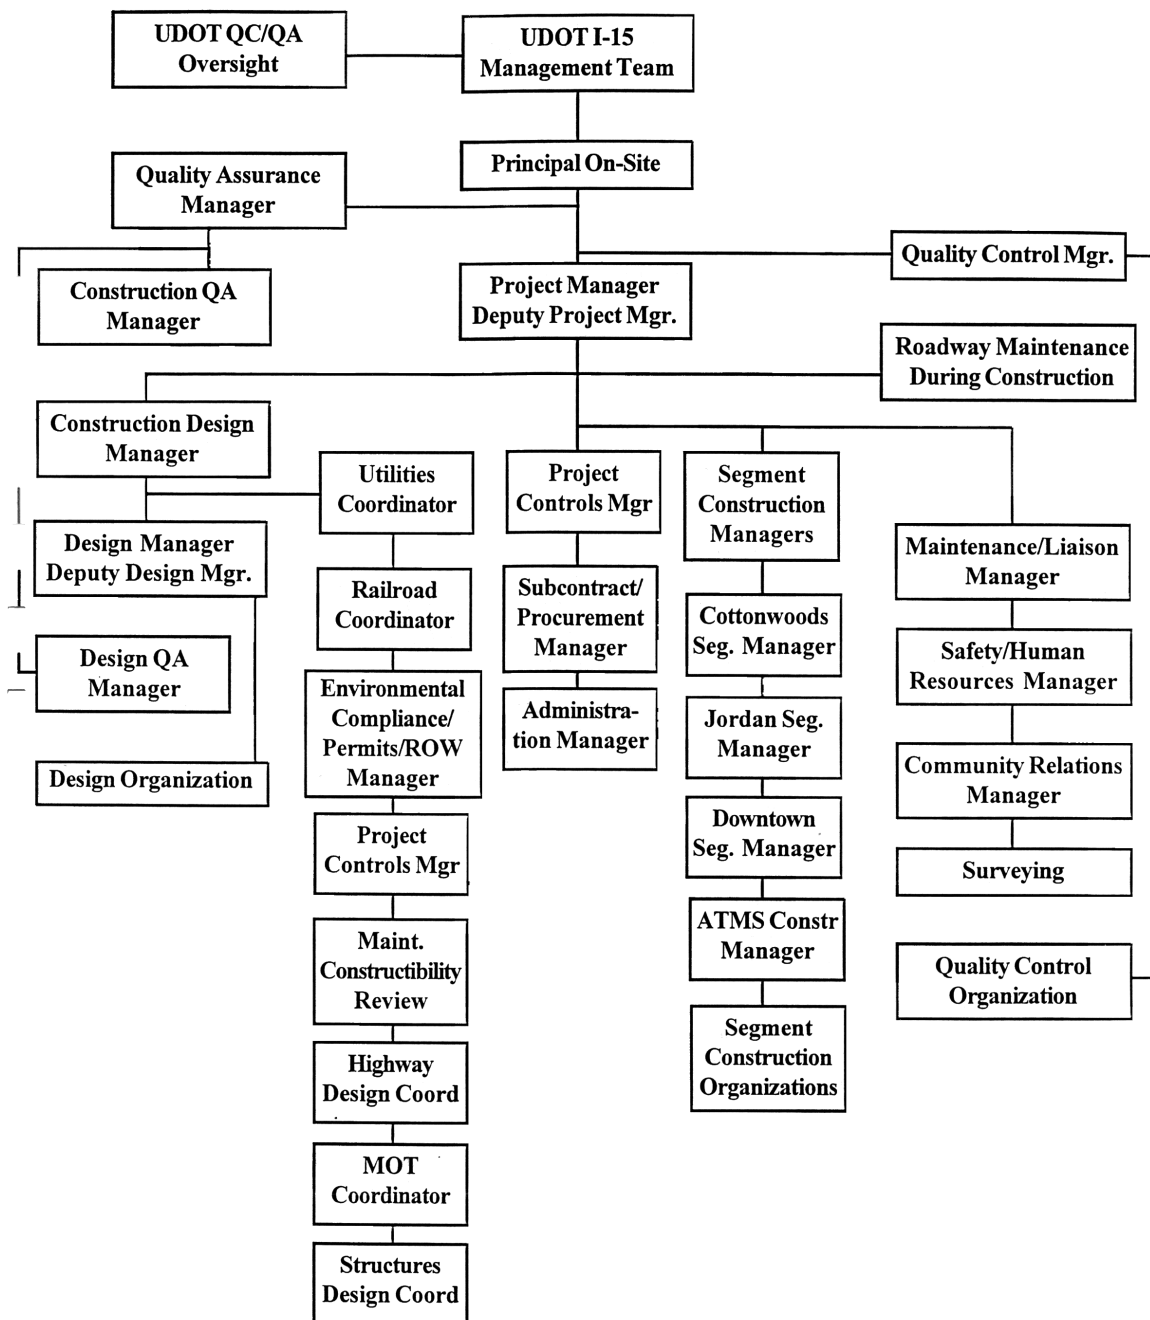 UDOT QC/QA
Oversight
UDOT I-15
Management Team
Principal On-Site
Quality Assurance
Manager
Quality Control Mgr.
Construction QA
Manager
Project Manager
Deputy Project Mgr.
Roadway Maintenance
During Construction
Construction Design
Manager
Design Manager
Deputy Design Mgr.
Design QA
Manager
Design Organization
Utilities
Coordinator
Railroad
Coordinator
Environmental
Compliance/
Permits/ROW
Manager
Project
Controls Mgr
Maint.
Constructibility
Review
Highway
Design Coord
MOT
Coordinator
Structures
Design Coord
Project
Controls Mgr
Subcontract/
Procurement
Manager
Administra-
tion Manager
Segment
Construction
Managers
Cottonwoods
Seg. Manager
Jordan Seg.
Manager
Downtown
Seg. Manager
ATMS Constr
Manager
Segment
Construction
Organizations
Maintenance/Liaison
Manager
Safety/Human
Resources Manager
Community Relations
Manager
Surveying
Quality Control
Organization